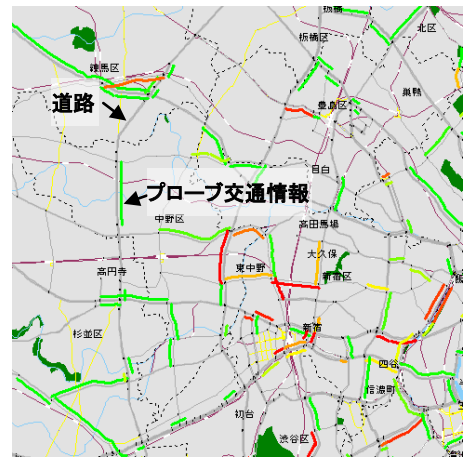 板橋
板橋区
北区
練馬区
巣鴨
豊島区
道路
目白
プローブ交通情報
中野区
高田馬場
大久保
東中野
新宿区
高円寺
新宿
杉並区
四谷
信濃町
初台
渋谷区